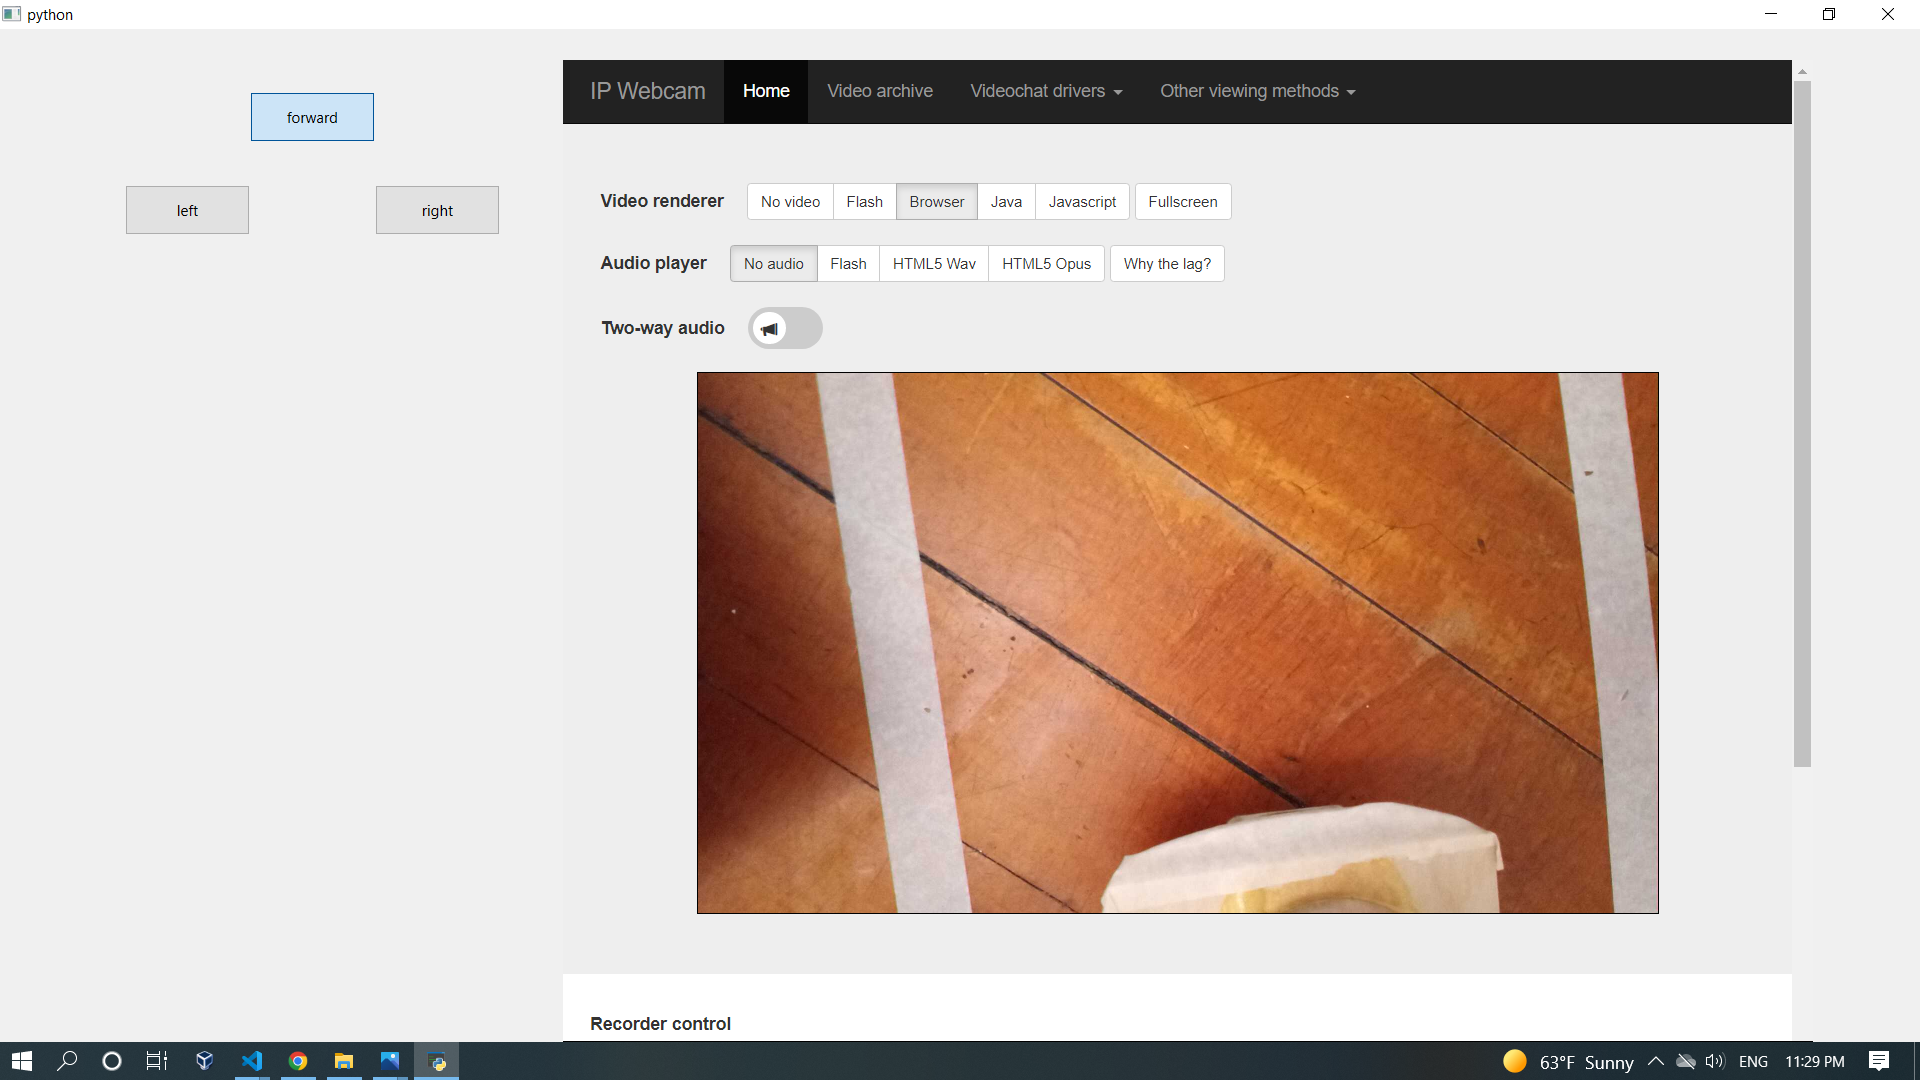 python
forward
left
right
IP Webcam Home Video archive Videochat drivers Other viewing methods
Video renderer No video Flash Browser Java Javascript Fullscreen
Audio player No audio Flash HTML5 Wav HTML5 Opus Why the lag?
Two-way audio
Recorder control
63°F Sunny ENG 11:29 PM